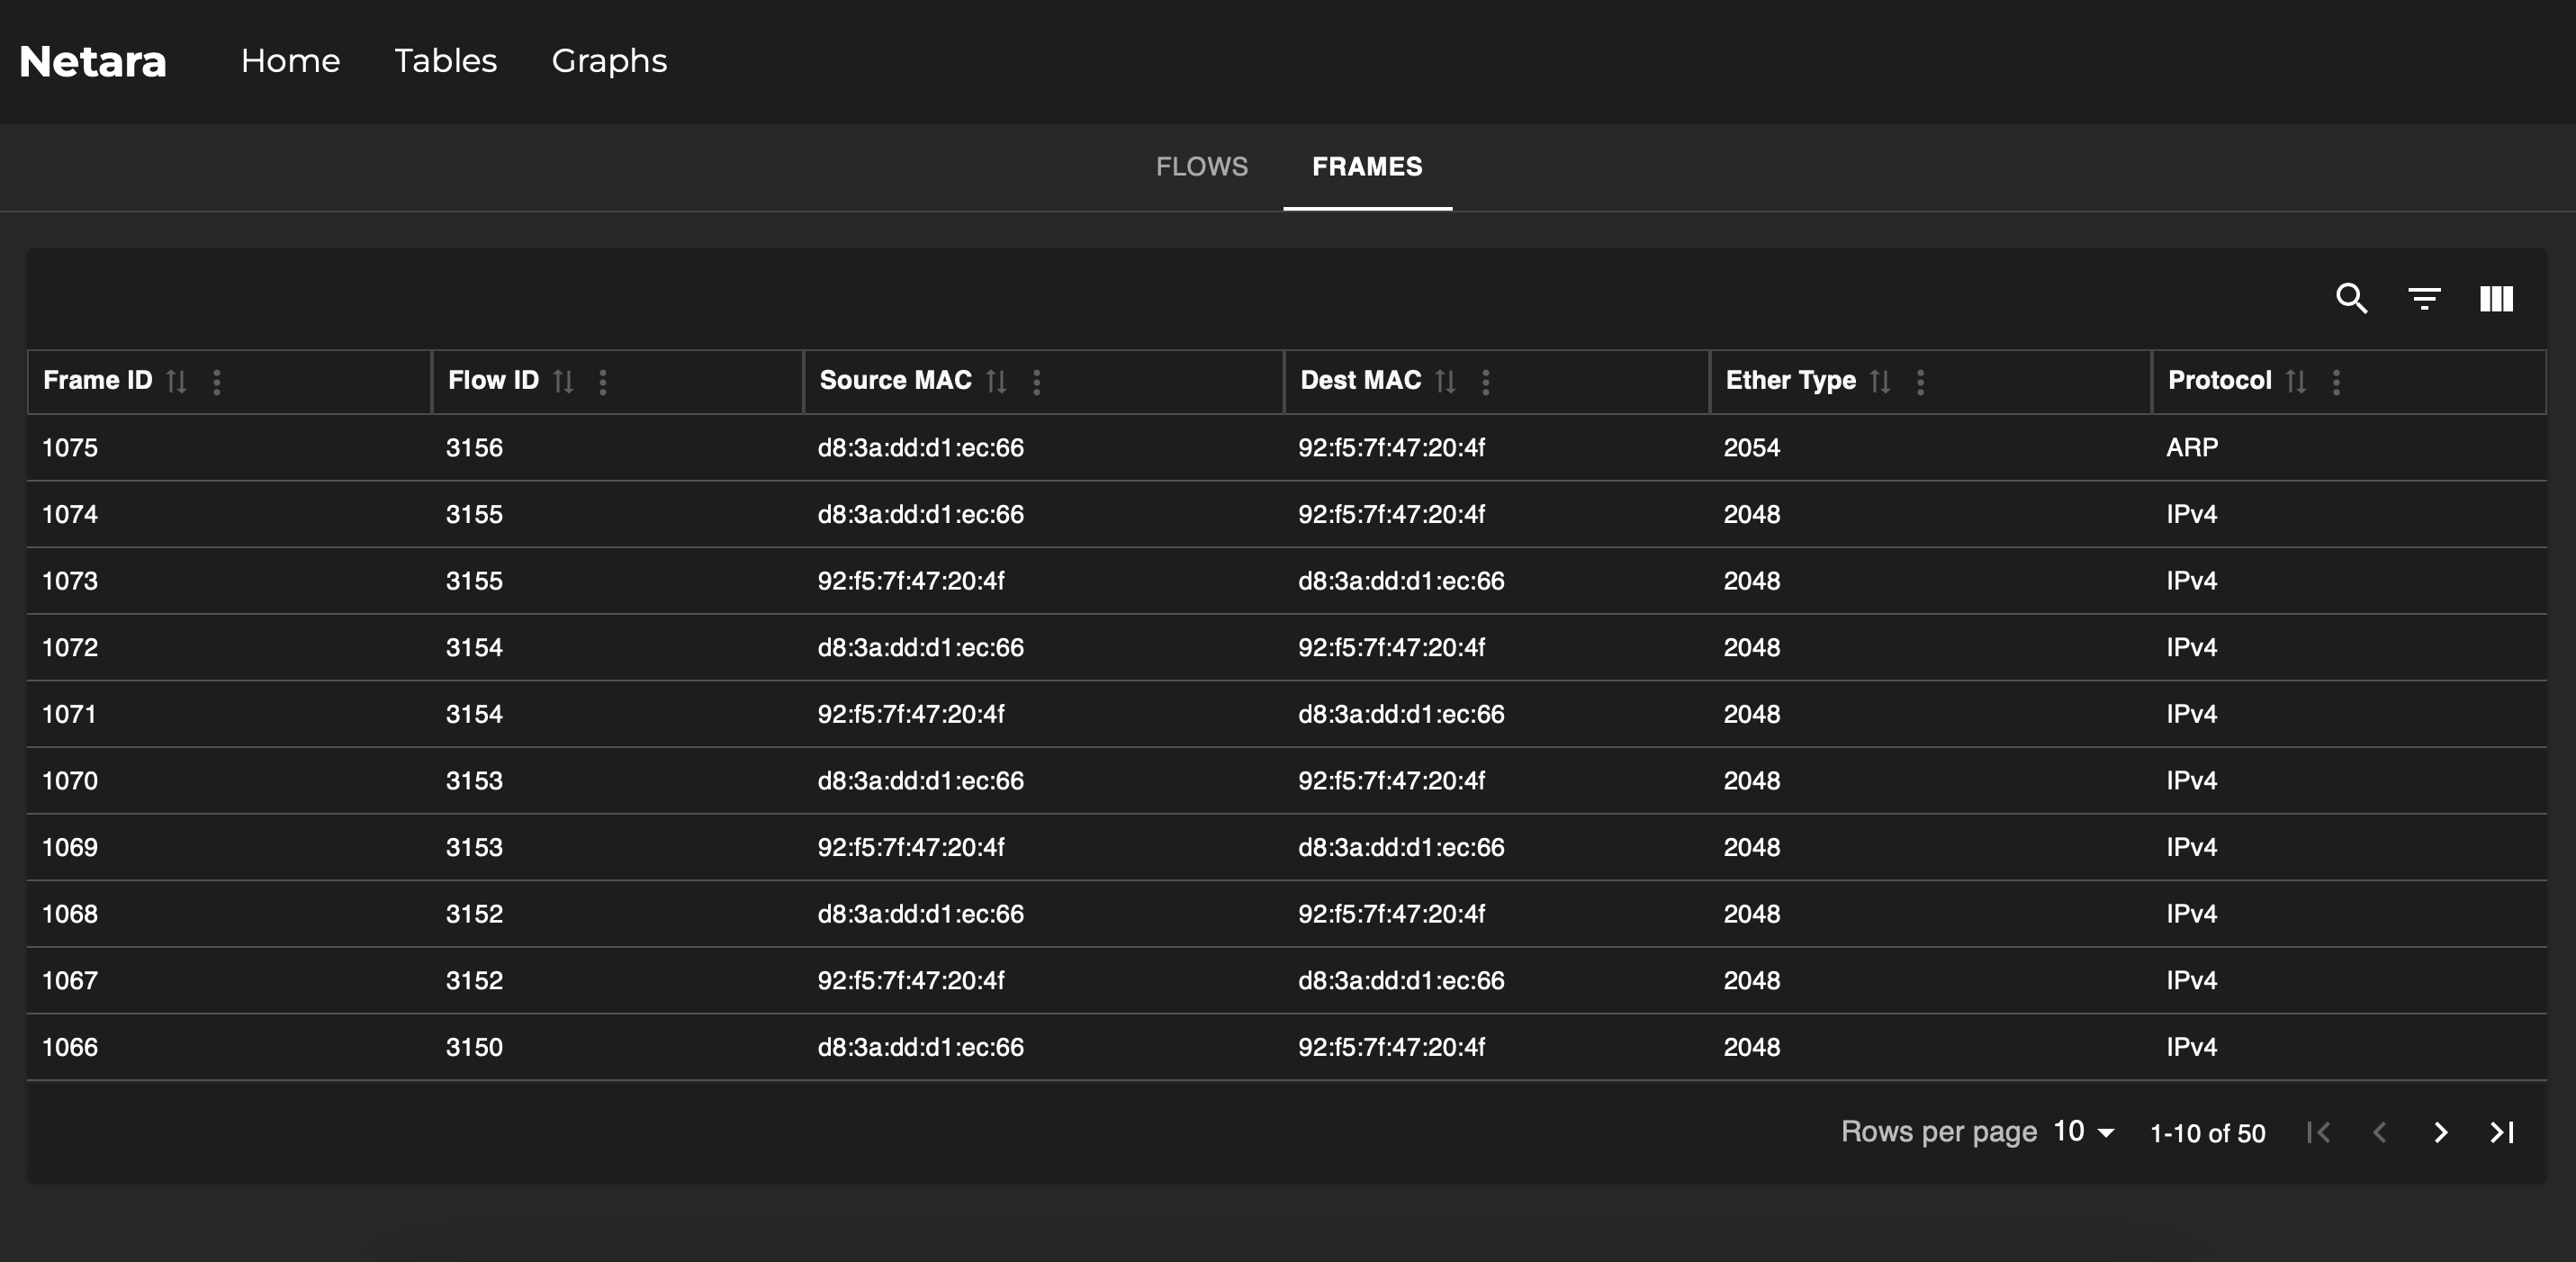 Netara Home Tables Graphs
FLOWS FRAMES
Frame ID Flow ID Source MAC Dest MAC Ether Type Protocol
1075 3156 d8:3a:dd:d1:ec:66 92:f5:7f:47:20:4f 2054 ARP
1074 3155 d8:3a:dd:d1:ec:66 92:f5:7f:47:20:4f 2048 IPv4
1073 3155 92:f5:7f:47:20:4f d8:3a:dd:d1:ec:66 2048 IPv4
1072 3154 d8:3a:dd:d1:ec:66 92:f5:7f:47:20:4f 2048 IPv4
1071 3154 92:f5:7f:47:20:4f d8:3a:dd:d1:ec:66 2048 IPv4
1070 3153 d8:3a:dd:d1:ec:66 92:f5:7f:47:20:4f 2048 IPv4
1069 3153 92:f5:7f:47:20:4f d8:3a:dd:d1:ec:66 2048 IPv4
1068 3152 d8:3a:dd:d1:ec:66 92:f5:7f:47:20:4f 2048 IPv4
1067 3152 92:f5:7f:47:20:4f d8:3a:dd:d1:ec:66 2048 IPv4
1066 3150 d8:3a:dd:d1:ec:66 92:f5:7f:47:20:4f 2048 IPv4
Rows per page 10 1-10 of 50